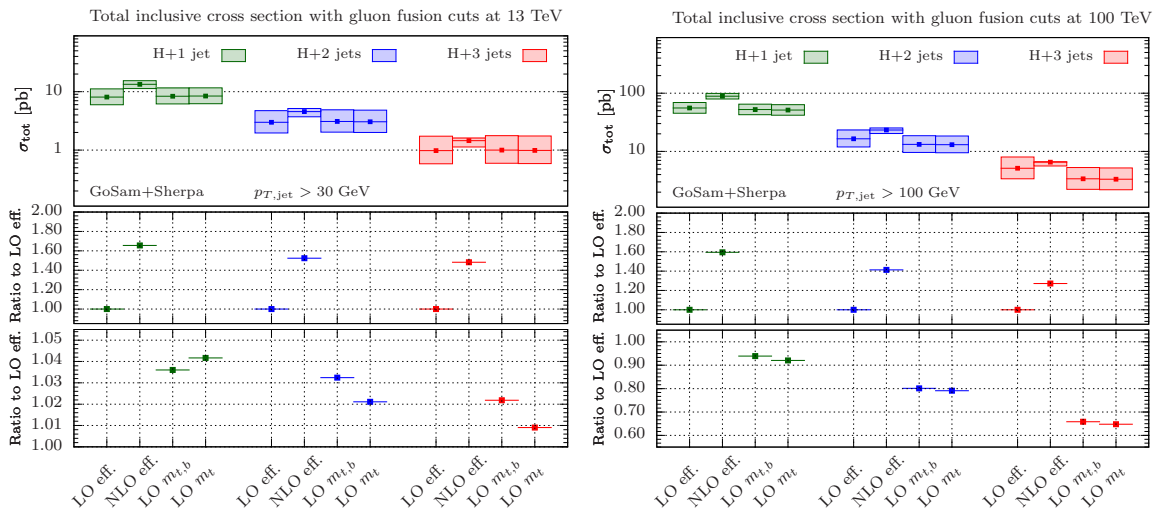 Total inclusive cross section with gluon fusion cuts at 13 TeV
H+1 jet
H+2 jets
H+3 jets
10
1
σtot [pb]
GoSam+Sherpa
pT,jet > 30 GeV
2.00
1.80
1.60
1.40
1.20
1.00
Ratio to LO eff.
1.05
1.04
1.03
1.02
1.01
1.00
Ratio to LO eff.
LO eff.
NLO eff.
LO mt,b
LO mt
LO eff.
NLO eff.
LO mt,b
LO mt
LO eff.
NLO eff.
LO mt,b
LO mt
Total inclusive cross section with gluon fusion cuts at 100 TeV
H+1 jet
H+2 jets
H+3 jets
100
10
σtot [pb]
GoSam+Sherpa
pT,jet > 100 GeV
2.00
1.80
1.60
1.40
1.20
1.00
Ratio to LO eff.
0.90
0.80
0.70
0.60
Ratio to LO eff.
LO eff.
NLO eff.
LO mt,b
LO mt
LO eff.
NLO eff.
LO mt,b
LO mt
LO eff.
NLO eff.
LO mt,b
LO mt